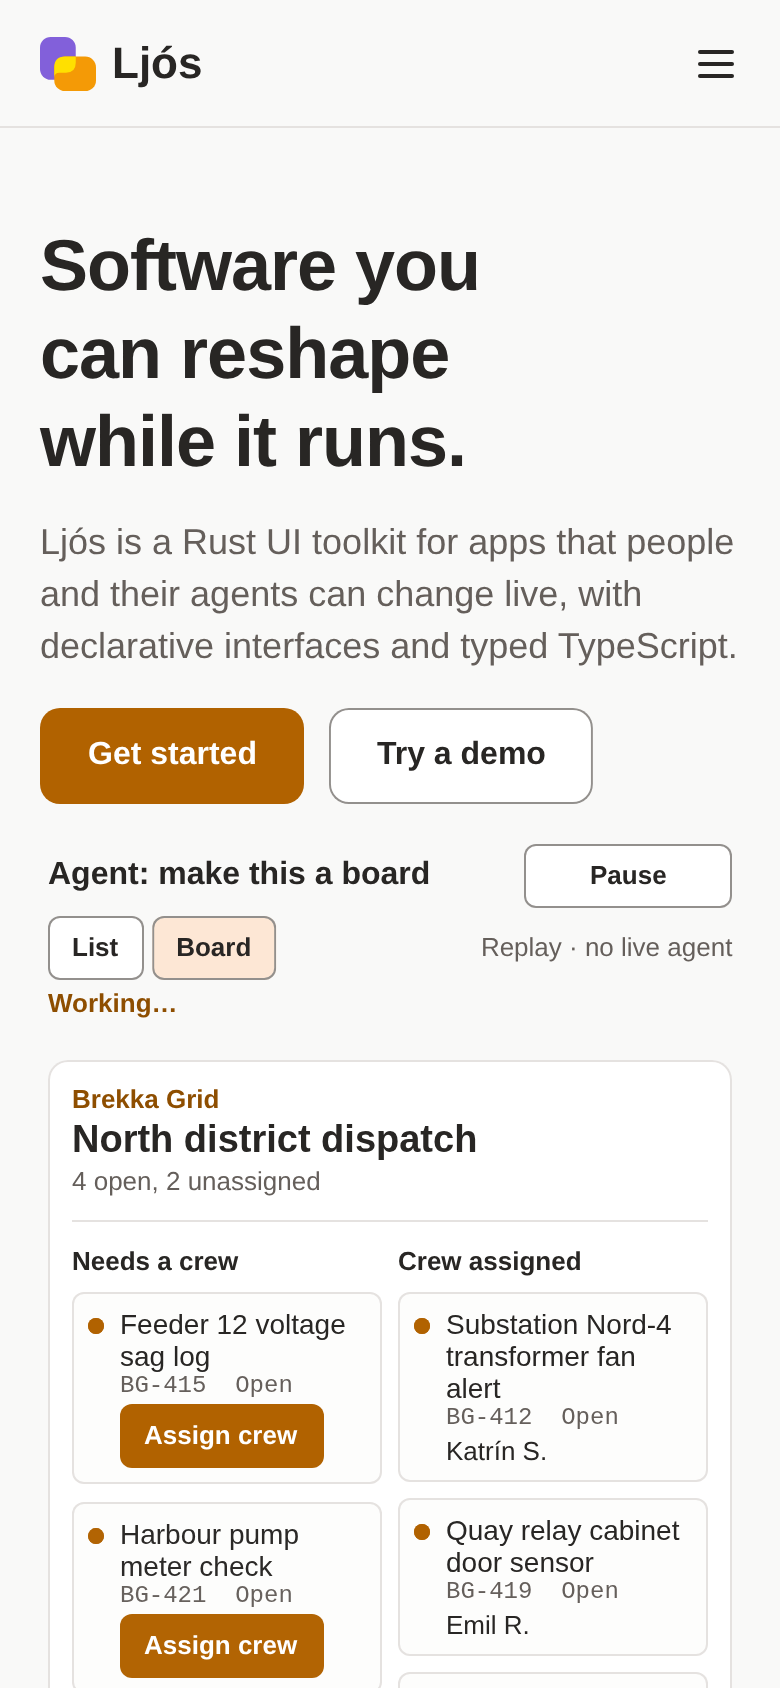 Ljós
Software you
can reshape
while it runs.
Ljós is a Rust UI toolkit for apps that people
and their agents can change live, with
declarative interfaces and typed TypeScript.
Get started
Try a demo
Agent: make this a board
Pause
List
Board
Replay · no live agent
Working…
Brekka Grid
North district dispatch
4 open, 2 unassigned
Needs a crew
Feeder 12 voltage
sag log
BG-415 Open
Assign crew
Harbour pump
meter check
BG-421 Open
Assign crew
Crew assigned
Substation Nord-4
transformer fan
alert
BG-412 Open
Katrín S.
Quay relay cabinet
door sensor
BG-419 Open
Emil R.